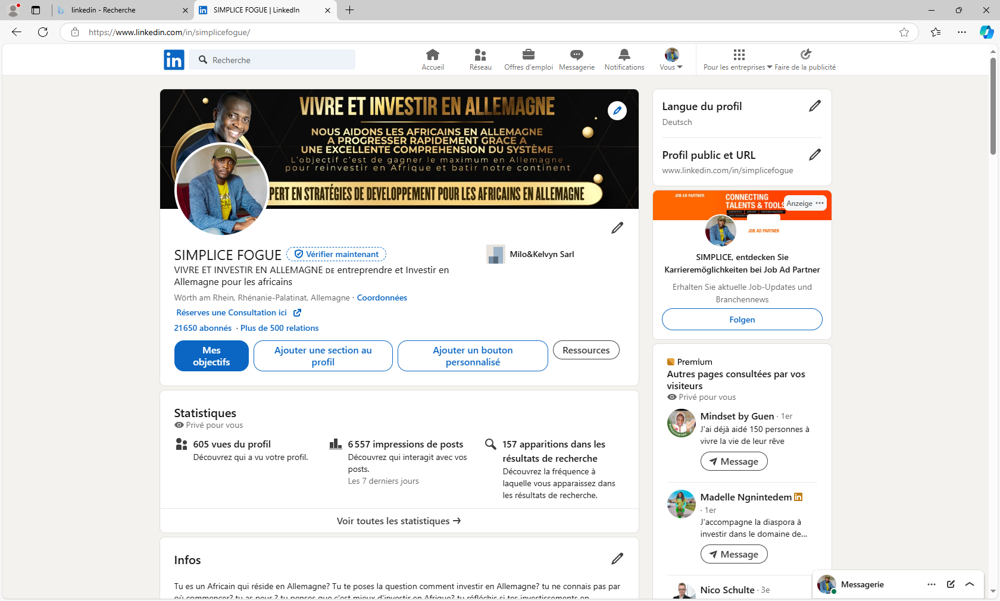 linkedin - Recherche
SIMPLICE FOGUE | LinkedIn
https://www.linkedin.com/in/simplicefogue/
in
Recherche
Accueil
Réseau
Offres d'emploi
Messagerie
Notifications
Vous
Pour les entreprises
Faire de la publicité
VIVRE ET INVESTIR EN ALLEMAGNE
NOUS AIDONS LES AFRICAINS EN ALLEMAGNE
A PROGRESSER RAPIDEMENT GRACE A
UNE EXCELLENTE COMPREHENSION DU SYSTÈME
L'objectif c'est de gagner le maximum en Allemagne
pour reinvestir en Afrique et batir notre continent
PERT EN STRATÉGIES DE DEVELOPPEMENT POUR LES AFRICAINS EN ALLEMAGNE
SIMPLICE FOGUE
Vérifier maintenant
Milo&Kelvyn Sarl
VIVRE ET INVESTIR EN ALLEMAGNE DE entreprendre et Investir en
Allemagne pour les africains
Wörth am Rhein, Rhénanie-Palatinat, Allemagne · Coordonnées
Réserves une Consultation ici
21 650 abonnés · Plus de 500 relations
Mes
objectifs
Ajouter une section au
profil
Ajouter un bouton
personnalisé
Ressources
Statistiques
Privé pour vous
605 vues du profil
Découvrez qui a vu votre profil.
6 557 impressions de posts
Découvrez qui interagit avec vos
posts.
Les 7 derniers jours
157 apparitions dans les
résultats de recherche
Découvrez la fréquence à
laquelle vous apparaissez dans
les résultats de recherche.
Voir toutes les statistiques →
Infos
Tu es un Africain qui réside en Allemagne? Tu te poses la question comment investir en Allemagne? tu ne connais pas par
où commencer? tu as peur ? tu penses que c'est mieux d'investir en Afrique? tu réfléchis si tes investissements en
Langue du profil
Deutsch
Profil public et URL
www.linkedin.com/in/simplicefogue
JOB AD PARTNER
CONNECTING
TALENTS & TOOLS
Anzeige
JOB AD PARTNER
SIMPLICE, entdecken Sie
Karrieremöglichkeiten bei Job Ad Partner
Erhalten Sie aktuelle Job-Updates und
Branchennews
Folgen
Premium
Autres pages consultées par vos
visiteurs
Privé pour vous
Mindset by Guen · 1er
J'ai déjà aidé 150 personnes à
vivre la vie de leur rêve
Message
Madelle Ngnintedem in
· 1er
J'accompagne la diaspora à
investir dans le domaine de...
Message
Nico Schulte · 3e
Messagerie